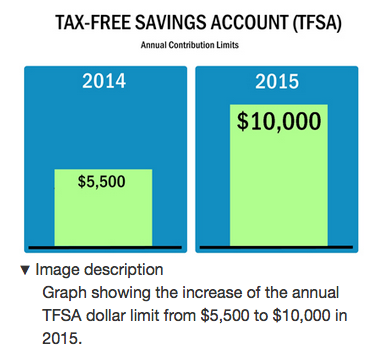 TAX-FREE SAVINGS ACCOUNT (TFSA)
Annual Contribution Limits
2014
2015
$5,500
$10,000
▼ Image description
Graph showing the increase of the annual
TFSA dollar limit from $5,500 to $10,000 in
2015.